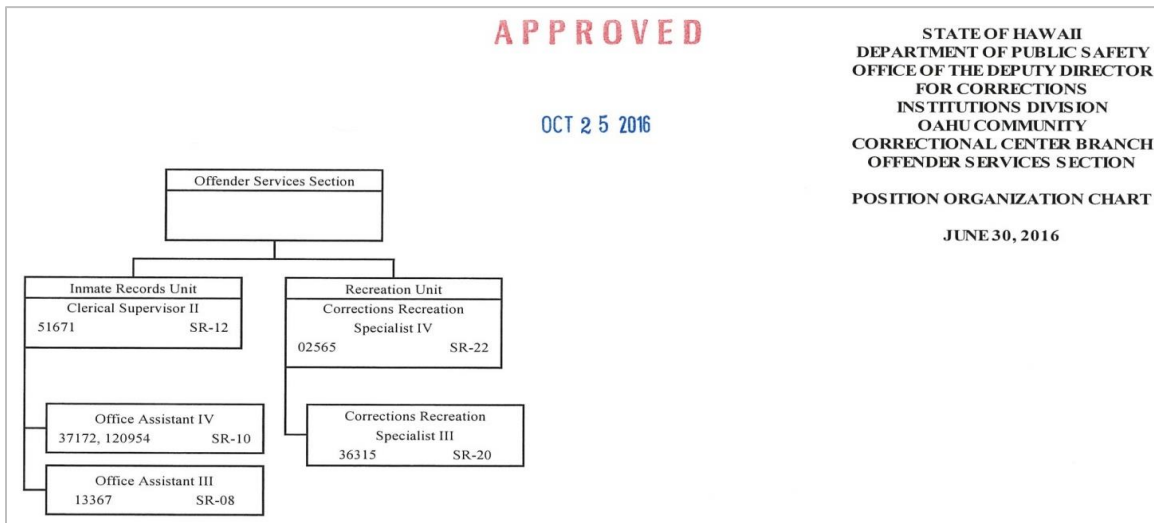 APPROVED
OCT 25 2016
STATE OF HAWAII
DEPARTMENT OF PUBLIC SAFETY
OFFICE OF THE DEPUTY DIRECTOR
FOR CORRECTIONS
INSTITUTIONS DIVISION
OAHU COMMUNITY
CORRECTIONAL CENTER BRANCH
OFFENDER SERVICES SECTION
POSITION ORGANIZATION CHART
JUNE 30, 2016
Offender Services Section
Inmate Records Unit
Clerical Supervisor II
51671 SR-12
Office Assistant IV
37172, 120954 SR-10
Office Assistant III
13367 SR-08
Recreation Unit
Corrections Recreation
Specialist IV
02565 SR-22
Corrections Recreation
Specialist III
36315 SR-20